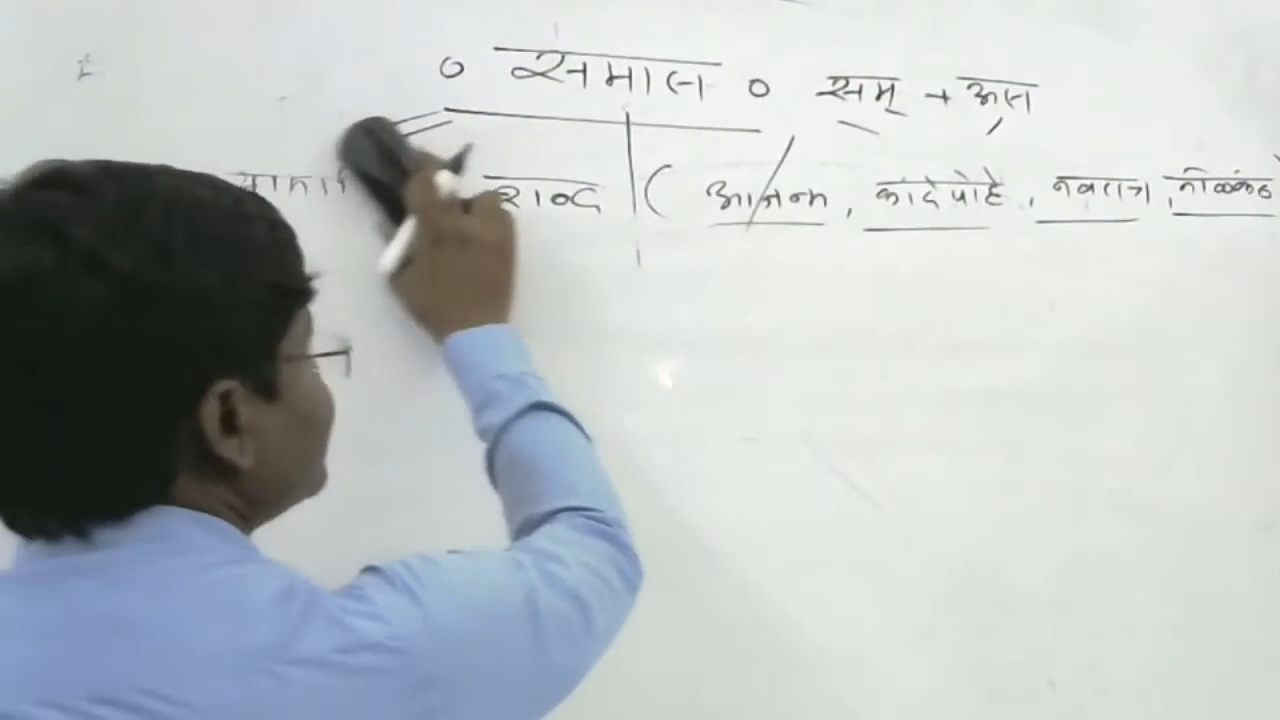 ० समास ० सम् + अस
शब्द ( आजन्म, कांदेपोहे, नवरात्र, नीळकंठ